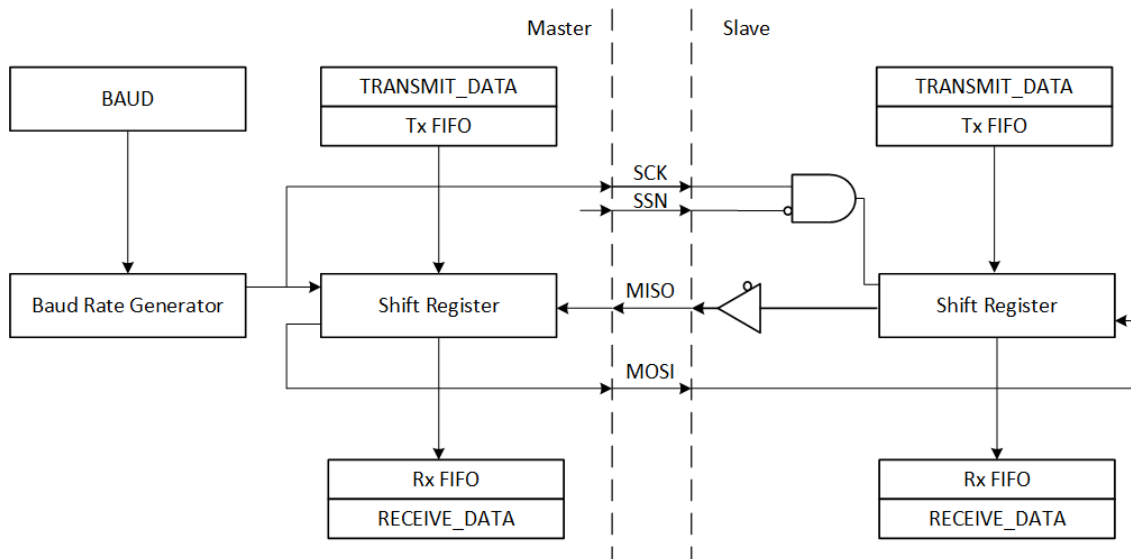 Master
Slave
BAUD
TRANSMIT_DATA
Tx FIFO
TRANSMIT_DATA
Tx FIFO
SCK
SSN
Baud Rate Generator
Shift Register
MISO
Shift Register
MOSI
Rx FIFO
RECEIVE_DATA
Rx FIFO
RECEIVE_DATA